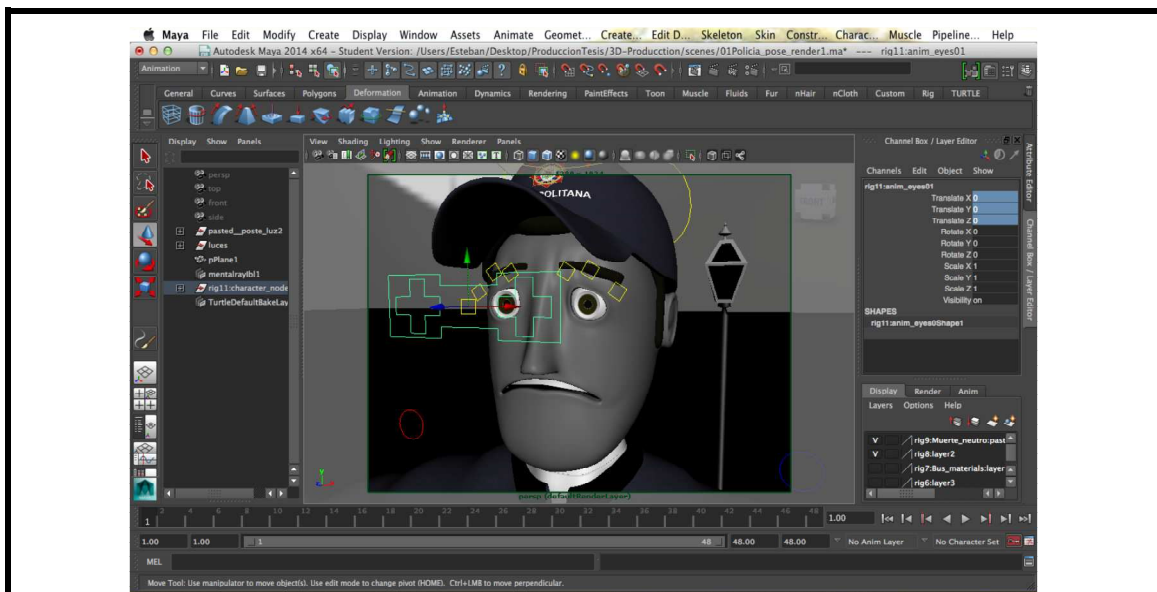 Maya File Edit Modify Create Display Window Assets Animate Geomet... Create... Edit D... Skeleton Skin Constr... Charac... Muscle Pipeline... Help
Autodesk Maya 2014 x64 - Student Version: /Users/Esteban/Desktop/ProduccionTesis/3D-Producction/scenes/01Policia_pose_render1.ma* --- rig11:anim_eyes01
Animation
General Curves Surfaces Polygons Deformation Animation Dynamics Rendering PaintEffects Toon Muscle Fluids Fur nHair nCloth Custom Rig TURTLE
Display Show Panels
View Shading Lighting Show Renderer Panels
Channel Box / Layer Editor
Attribute Editor
Channel Box / Layer Editor
persp
top
front
side
pasted__poste_luz2
luces
pPlane1
mentalrayIbl1
rig11:character_node
TurtleDefaultBakeLay
POLITANA
Channels Edit Object Show
rig11:anim_eyes01
Translate X 0
Translate Y 0
Translate Z 0
Rotate X 0
Rotate Y 0
Rotate Z 0
Scale X 1
Scale Y 1
Scale Z 1
Visibility on
SHAPES
rig11:anim_eyes0Shape1
Display Render Anim
Layers Options Help
V rig9:Muerte_neutro:past
V rig8:layer2
rig7:Bus_materials:layer
rig6:layer3
persp (defaultRenderLayer)
1 2 4 6 8 10 12 14 16 18 20 22 24 26 28 30 32 34 36 38 40 42 44 46 48 1.00
1.00 1.00 1 48 48.00 48.00 No Anim Layer No Character Set
MEL
Move Tool: Use manipulator to move object(s). Use edit mode to change pivot (HOME). Ctrl+LMB to move perpendicular.